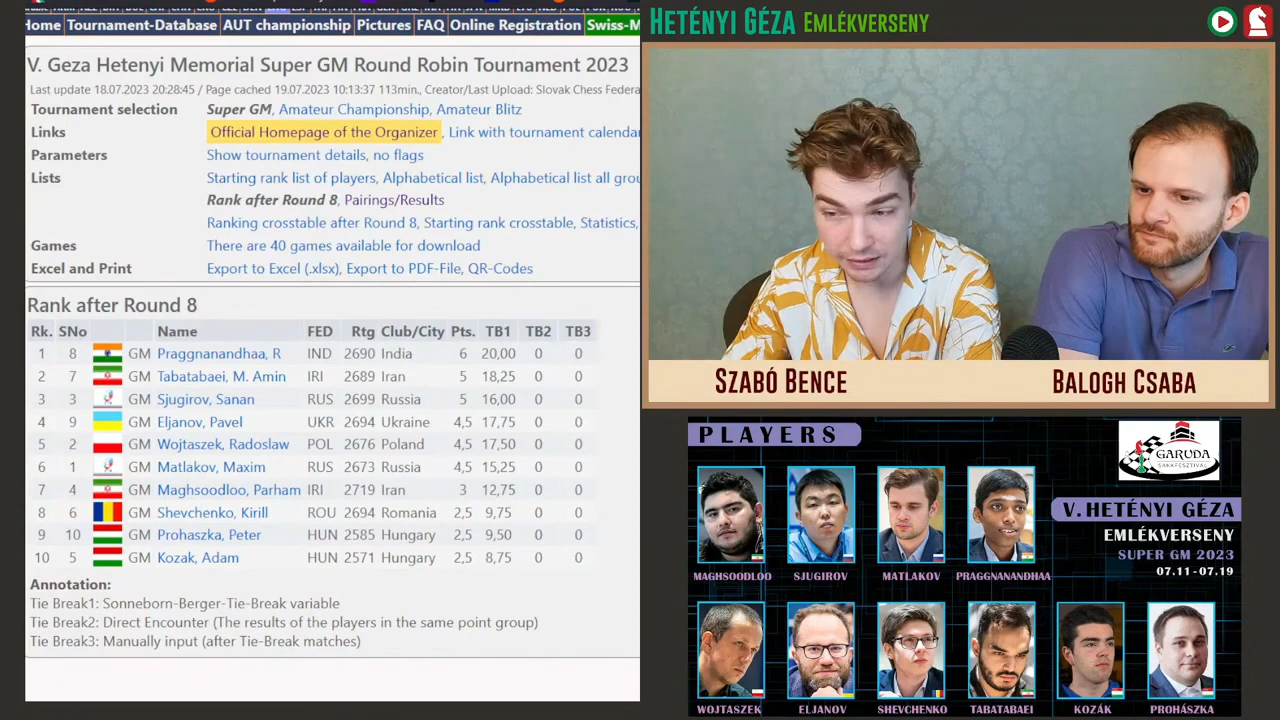 Home Tournament-Database AUT championship Pictures FAQ Online Registration Swiss-M
V. Geza Hetenyi Memorial Super GM Round Robin Tournament 2023
Last update 18.07.2023 20:28:45 / Page cached 19.07.2023 10:13:37 113min., Creator/Last Upload: Slovak Chess Federa
Tournament selection Super GM, Amateur Championship, Amateur Blitz
Links Official Homepage of the Organizer, Link with tournament calenda
Parameters Show tournament details, no flags
Lists Starting rank list of players, Alphabetical list, Alphabetical list all grou
Rank after Round 8, Pairings/Results
Ranking crosstable after Round 8, Starting rank crosstable, Statistics,
Games There are 40 games available for download
Excel and Print Export to Excel (.xlsx), Export to PDF-File, QR-Codes
Rank after Round 8
Rk. SNo Name FED Rtg Club/City Pts. TB1 TB2 TB3
1 8 GM Praggnanandhaa, R IND 2690 India 6 20,00 0 0
2 7 GM Tabatabaei, M. Amin IRI 2689 Iran 5 18,25 0 0
3 3 GM Sjugirov, Sanan RUS 2699 Russia 5 16,00 0 0
4 9 GM Eljanov, Pavel UKR 2694 Ukraine 4,5 17,75 0 0
5 2 GM Wojtaszek, Radoslaw POL 2676 Poland 4,5 17,50 0 0
6 1 GM Matlakov, Maxim RUS 2673 Russia 4,5 15,25 0 0
7 4 GM Maghsoodloo, Parham IRI 2719 Iran 3 12,75 0 0
8 6 GM Shevchenko, Kirill ROU 2694 Romania 2,5 9,75 0 0
9 10 GM Prohaszka, Peter HUN 2585 Hungary 2,5 9,50 0 0
10 5 GM Kozak, Adam HUN 2571 Hungary 2,5 8,75 0 0
Annotation:
Tie Break1: Sonneborn-Berger-Tie-Break variable
Tie Break2: Direct Encounter (The results of the players in the same point group)
Tie Break3: Manually input (after Tie-Break matches)
HETÉNYI GÉZA EMLÉKVERSENY
SZABÓ BENCE
BALOGH CSABA
PLAYERS
GARUDA
SAKKFESZTIVÁL
V. HETÉNYI GÉZA
EMLÉKVERSENY
SUPER GM 2023
07.11-07.19
MAGHSOODLOO SJUGIROV MATLAKOV PRAGGNANANDHAA
WOJTASZEK ELJANOV SHEVCHENKO TABATABAEI KOZÁK PROHÁSZKA